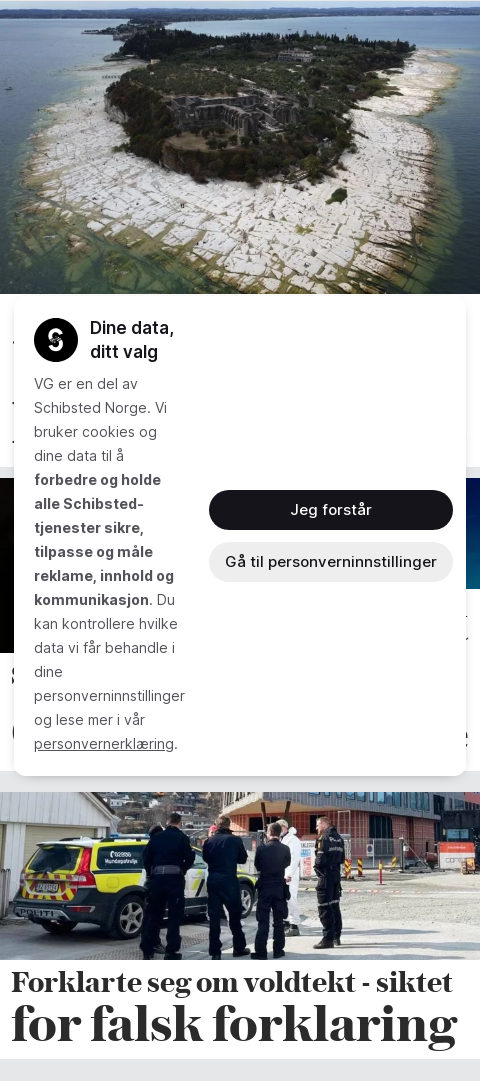 Dine data,
ditt valg
VG er en del av
Schibsted Norge. Vi
bruker cookies og
dine data til å
forbedre og holde
alle Schibsted-
tjenester sikre,
tilpasse og måle
reklame, innhold og
kommunikasjon. Du
kan kontrollere hvilke
data vi får behandle i
dine
personverninnstillinger
og lese mer i vår
personvernerklæring.
Jeg forstår
Gå til personverninnstillinger
02800
Hundepatrulje
POLITI
Forklarte seg om voldtekt - siktet
for falsk forklaring